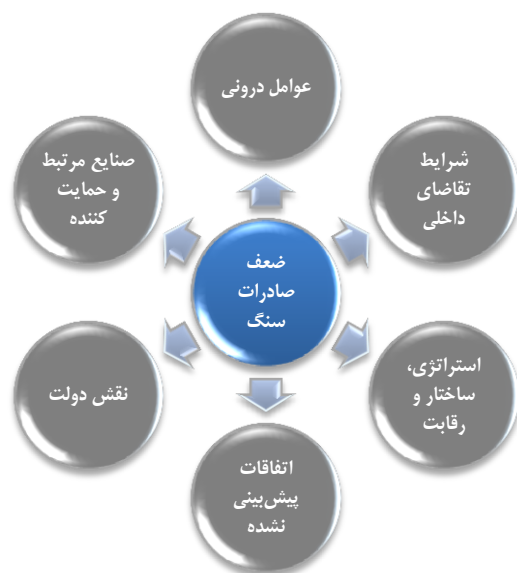 عوامل درونی
شرایط
تقاضای
داخلی
صنایع مرتبط
و حمایت
کننده
ضعف
صادرات
سنگ
استراتژی،
ساختار و
رقابت
نقش دولت
اتفاقات
پیش‌بینی
نشده